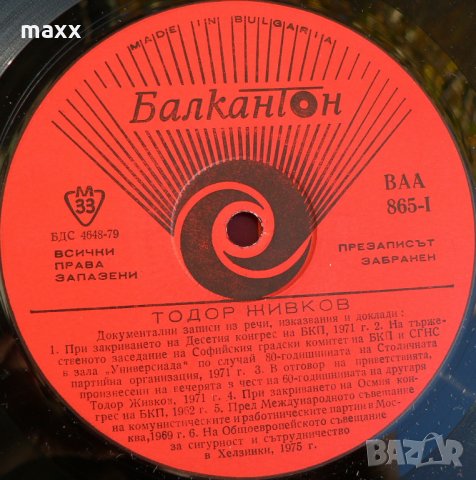 maxx
MADE IN BULGARIA
Балкантон
М
33
БДС 4648-79
ВСИЧКИ
ПРАВА
ЗАПАЗЕНИ
ВАА
865-I
ПРЕЗАПИСЪТ
ЗАБРАНЕН
ТОДОР ЖИВКОВ
Документални записи из речи, изказвания и доклади:
1. При закриването на Десетия конгрес на БКП, 1971 г. 2. На търже-
ственото заседание на Софийския градски комитет на БКП и СГНС
в зала „Универсиада" по случай 80-годишнината на Столичната
партийна организация, 1971 г. 3. В отговор на приветствията,
произнесени на вечерята в чест на 60-годишнината на другаря
Тодор Живков, 1971 г. 4. При закриването на Осмия кон-
грес на БКП, 1962 г. 5. Пред Международното съвещание
на комунистическите и работническите партии в Мос-
ква, 1969 г. 6. На Общоевропейското съвещание
за сигурност и сътрудничество
в Хелзинки, 1975 г.
BAZAR
.bg